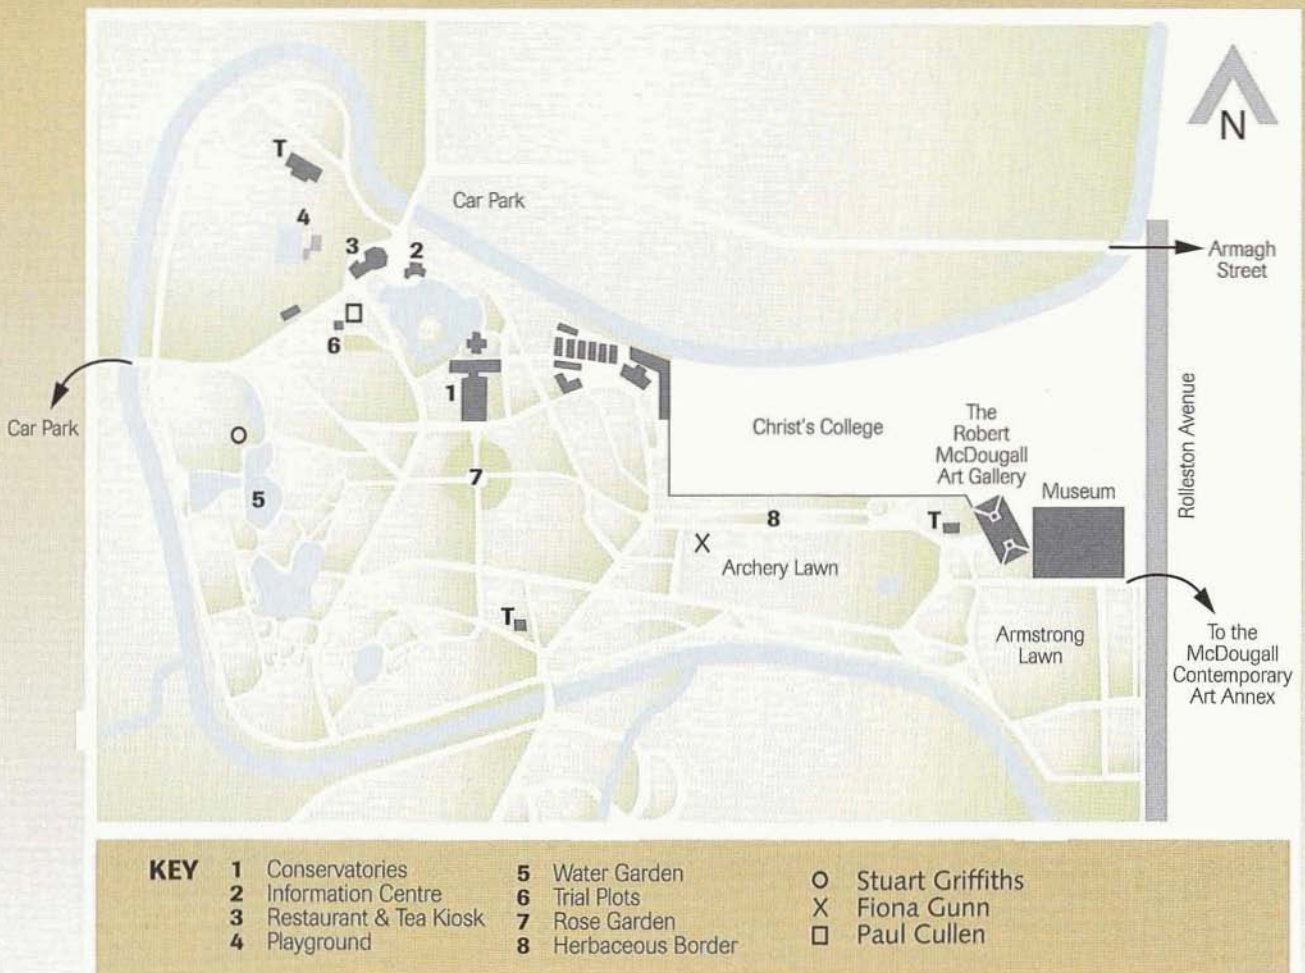 N
T
Car Park
4
3
2
Armagh
Street
6
1
Car Park
Christ's College
The
Robert
McDougall
Art Gallery
Rolleston Avenue
O
7
5
Museum
8
T
X
Archery Lawn
T
Armstrong
Lawn
To the
McDougall
Contemporary
Art Annex
KEY
1 Conservatories
2 Information Centre
3 Restaurant & Tea Kiosk
4 Playground
5 Water Garden
6 Trial Plots
7 Rose Garden
8 Herbaceous Border
O Stuart Griffiths
X Fiona Gunn
□ Paul Cullen